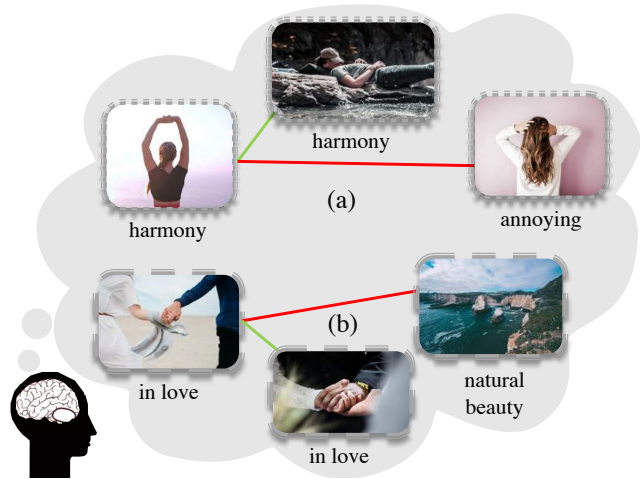 harmony
harmony
annoying
(a)
(b)
in love
natural
beauty
in love